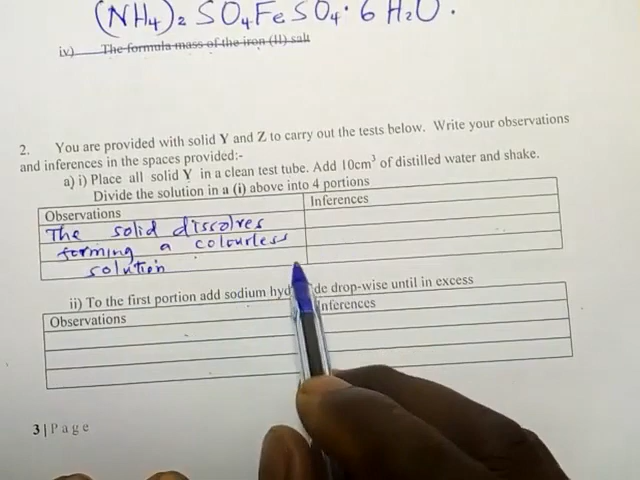 (NH₄)₂ SO₄ Fe SO₄ · 6 H₂O .
iv) The formula mass of the iron (II) salt
2. You are provided with solid Y and Z to carry out the tests below. Write your observations
and inferences in the spaces provided:-
a) i) Place all solid Y in a clean test tube. Add 10cm³ of distilled water and shake.
Divide the solution in a (i) above into 4 portions
Observations Inferences
The solid dissolves
forming a colourless
solution
ii) To the first portion add sodium hyd de drop-wise until in excess
Observations Inferences
3 | P a g e